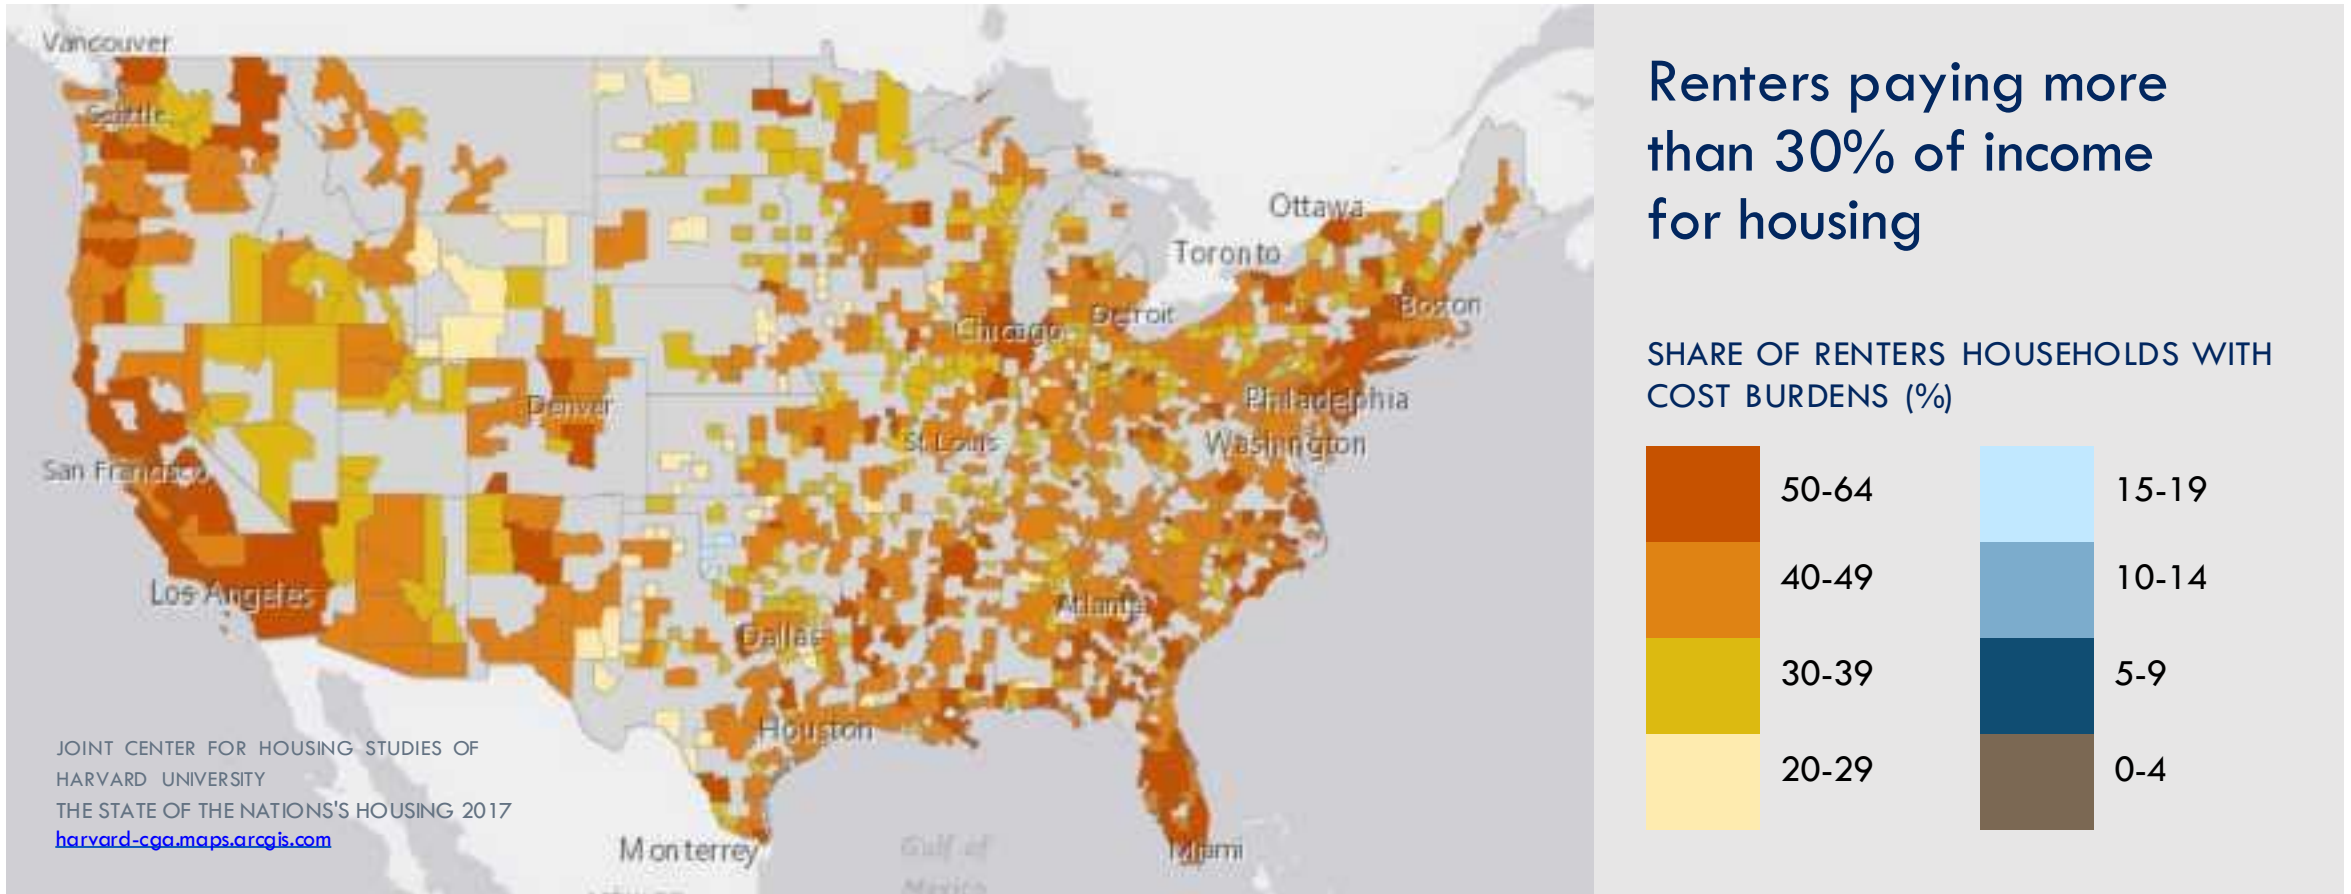 Vancouver
Seattle
Ottawa
Toronto
Boston
Detroit
Chicago
Philadelphia
Denver
St. Louis
Washington
San Francisco
Los Angeles
Atlanta
Dallas
Houston
Monterrey
Gulf of
Mexico
Miami
JOINT CENTER FOR HOUSING STUDIES OF
HARVARD UNIVERSITY
THE STATE OF THE NATIONS'S HOUSING 2017
harvard-cga.maps.arcgis.com
Renters paying more
than 30% of income
for housing
SHARE OF RENTERS HOUSEHOLDS WITH
COST BURDENS (%)
50-64
40-49
30-39
20-29
15-19
10-14
5-9
0-4